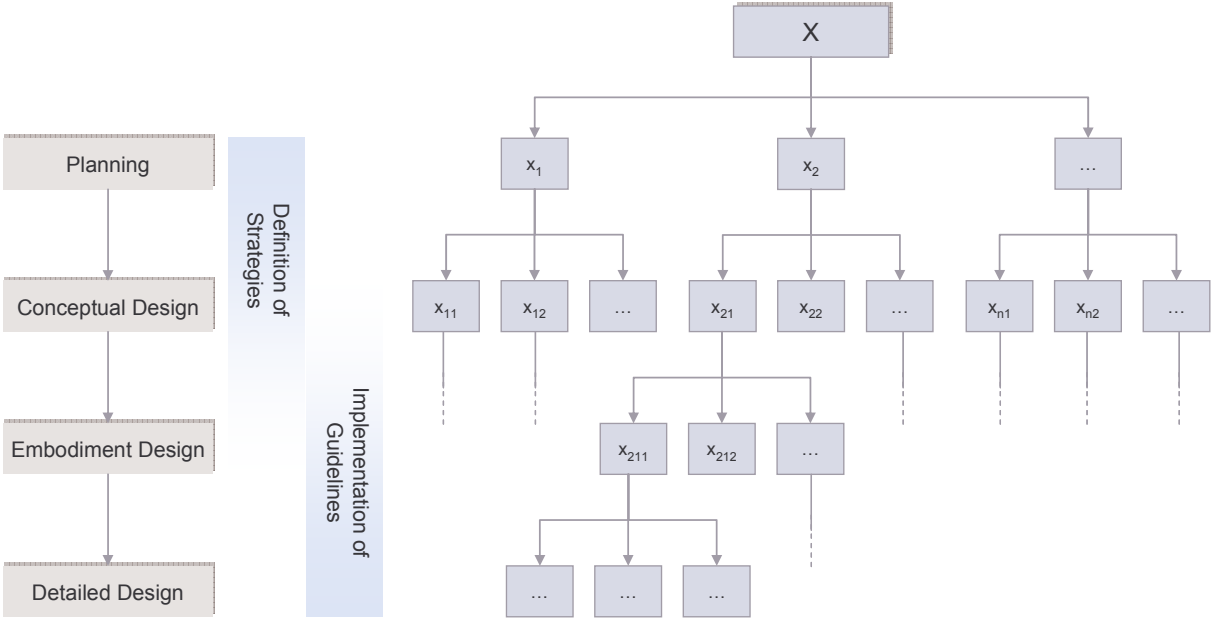 X
Planning
Definition of
Strategies
x1
x2
…
Conceptual Design
x11
x12
…
x21
x22
…
xn1
xn2
…
Implementation of
Guidelines
Embodiment Design
x211
x212
…
Detailed Design
…
…
…